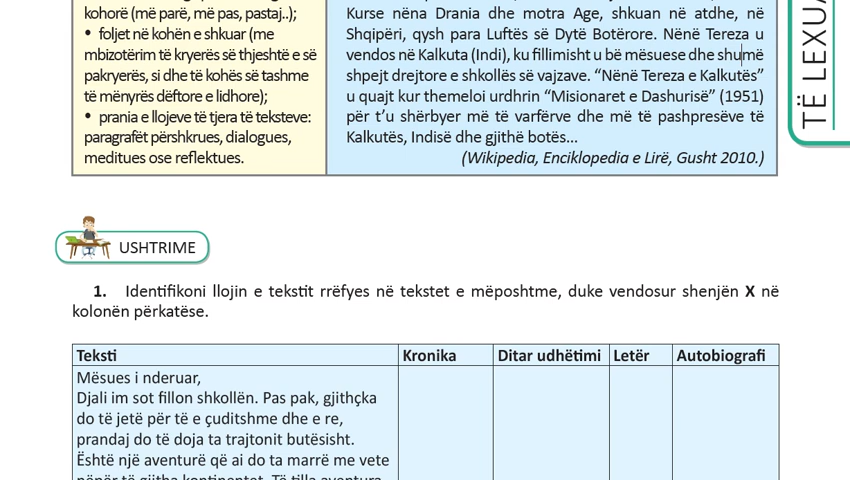 kohorë (më parë, më pas, pastaj..);
• foljet në kohën e shkuar (me
mbizotërim të kryerës së thjeshtë e së
pakryerës, si dhe të kohës së tashme
të mënyrës dëftore e lidhore);
• prania e llojeve të tjera të teksteve:
paragrafët përshkrues, dialogues,
meditues ose reflektues.
Kurse nëna Drania dhe motra Age, shkuan në atdhe, në
Shqipëri, qysh para Luftës së Dytë Botërore. Nënë Tereza u
vendos në Kalkuta (Indi), ku fillimisht u bë mësuese dhe shumë
shpejt drejtore e shkollës së vajzave. “Nënë Tereza e Kalkutës”
u quajt kur themeloi urdhrin “Misionaret e Dashurisë” (1951)
për t’u shërbyer më të varfërve dhe më të pashpresëve të
Kalkutës, Indisë dhe gjithë botës...
(Wikipedia, Enciklopedia e Lirë, Gusht 2010.)
TË LEXUA
USHTRIME
1. Identifikoni llojin e tekstit rrëfyes në tekstet e mëposhtme, duke vendosur shenjën X në
kolonën përkatëse.
Teksti Kronika Ditar udhëtimi Letër Autobiografi
Mësues i nderuar,
Djali im sot fillon shkollën. Pas pak, gjithçka
do të jetë për të e çuditshme dhe e re,
prandaj do të doja ta trajtonit butësisht.
Është një aventurë që ai do ta marrë me vete
nëpër të gjitha kontinentet. Të tilla aventura